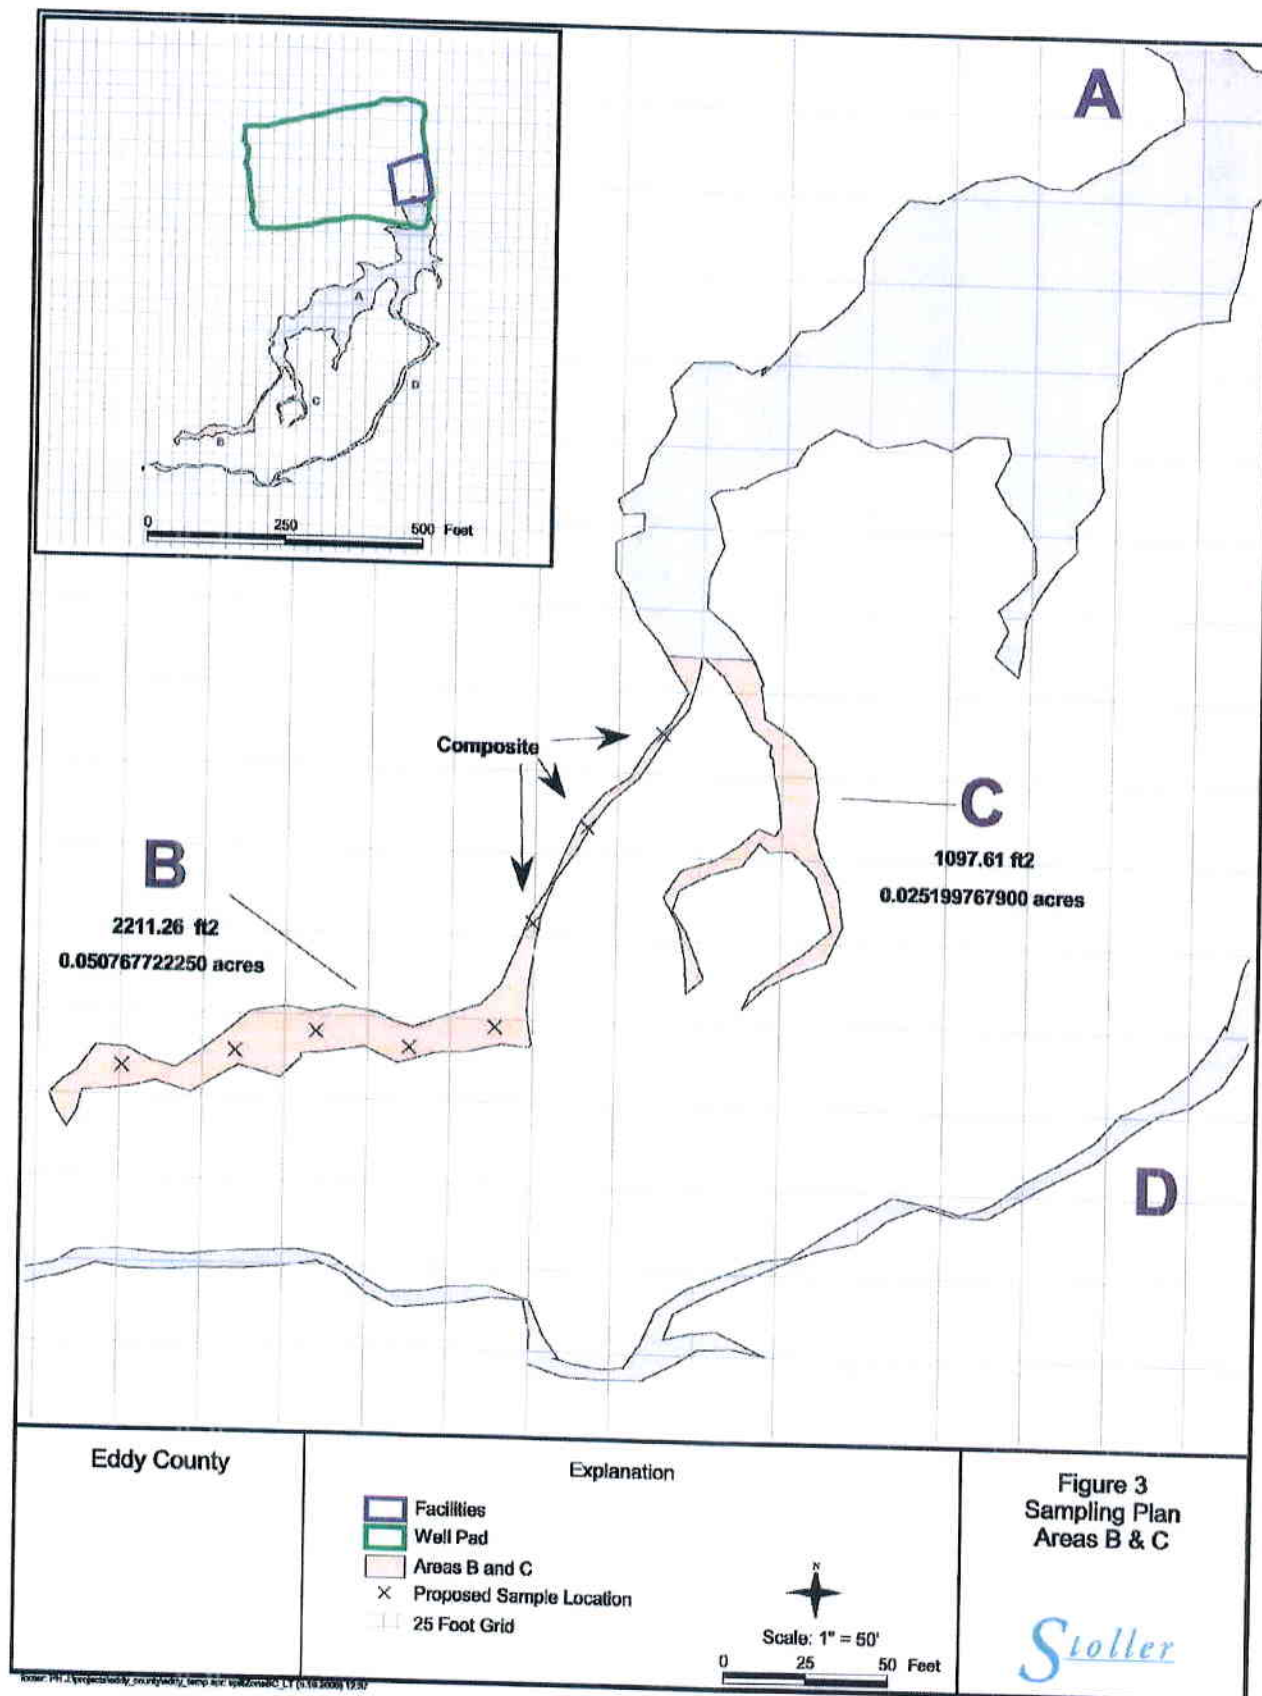 A
A
B
C
D
0 250 500 Feet
Composite
B
2211.26 ft2
0.050767722250 acres
C
1097.61 ft2
0.025199767900 acres
D
Eddy County
Explanation
Facilities
Well Pad
Areas B and C
Proposed Sample Location
25 Foot Grid
N
Scale: 1" = 50'
0 25 50 Feet
Figure 3
Sampling Plan
Areas B & C
Stoller